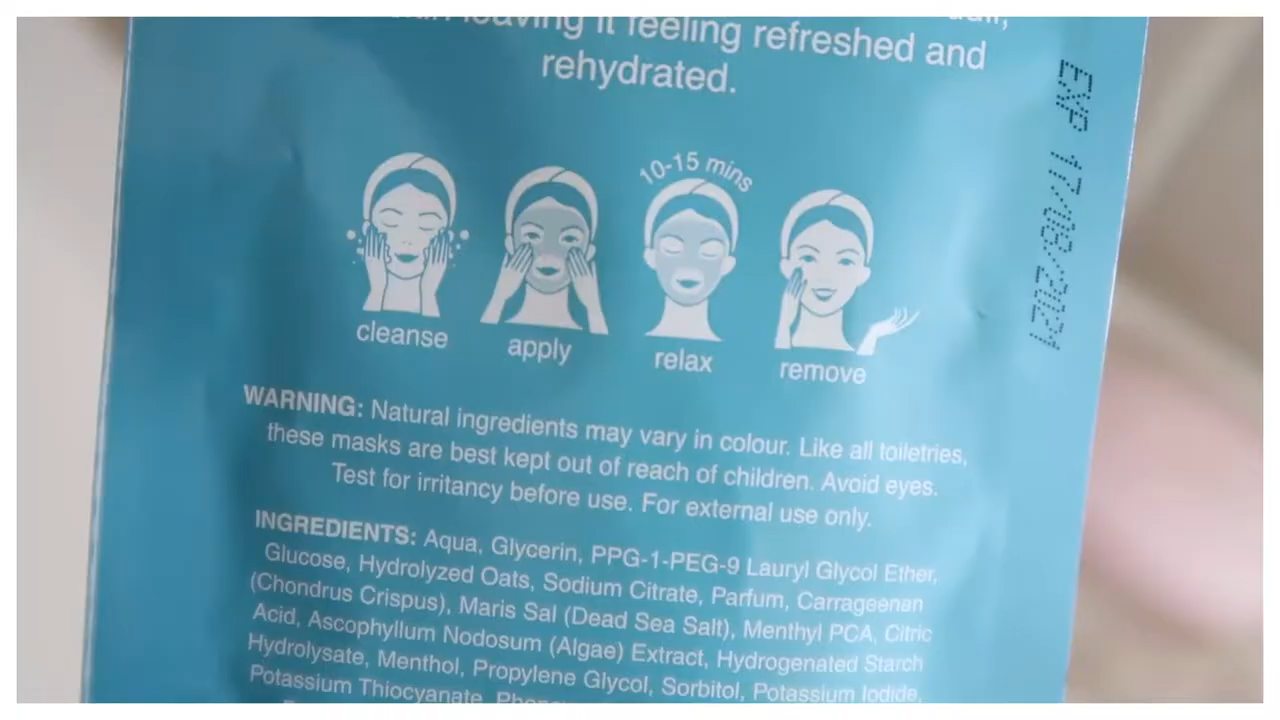 leaving it feeling refreshed and
rehydrated.
EXP 17/08/2021
10-15 mins
cleanse
apply
relax
remove
WARNING: Natural ingredients may vary in colour. Like all toiletries,
these masks are best kept out of reach of children. Avoid eyes.
Test for irritancy before use. For external use only.
INGREDIENTS: Aqua, Glycerin, PPG-1-PEG-9 Lauryl Glycol Ether,
Glucose, Hydrolyzed Oats, Sodium Citrate, Parfum, Carrageenan
(Chondrus Crispus), Maris Sal (Dead Sea Salt), Menthyl PCA, Citric
Acid, Ascophyllum Nodosum (Algae) Extract, Hydrogenated Starch
Hydrolysate, Menthol, Propylene Glycol, Sorbitol, Potassium Iodide,
Potassium Thiocyanate,